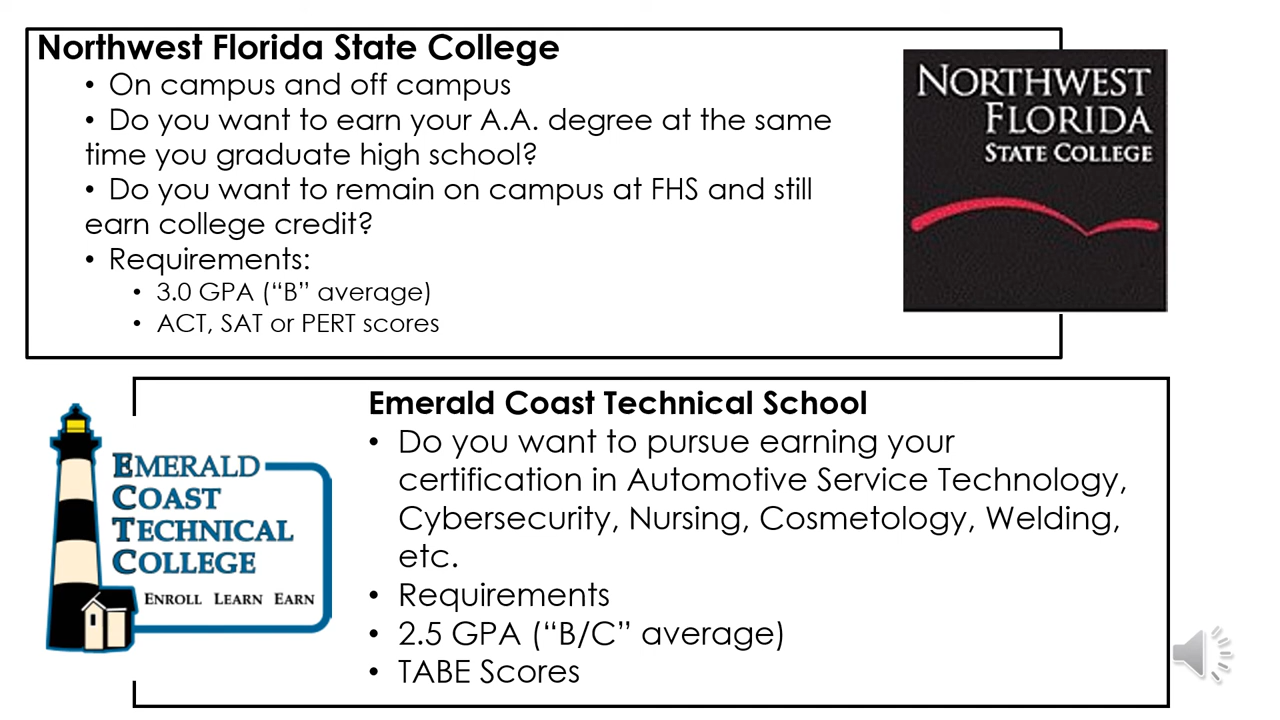 Northwest Florida State College
• On campus and off campus
• Do you want to earn your A.A. degree at the same
time you graduate high school?
• Do you want to remain on campus at FHS and still
earn college credit?
• Requirements:
• 3.0 GPA (“B” average)
• ACT, SAT or PERT scores
NORTHWEST
FLORIDA
STATE COLLEGE
Emerald Coast Technical School
• Do you want to pursue earning your
certification in Automotive Service Technology,
Cybersecurity, Nursing, Cosmetology, Welding,
etc.
• Requirements
• 2.5 GPA (“B/C” average)
• TABE Scores
EMERALD
COAST
TECHNICAL
COLLEGE
ENROLL LEARN EARN